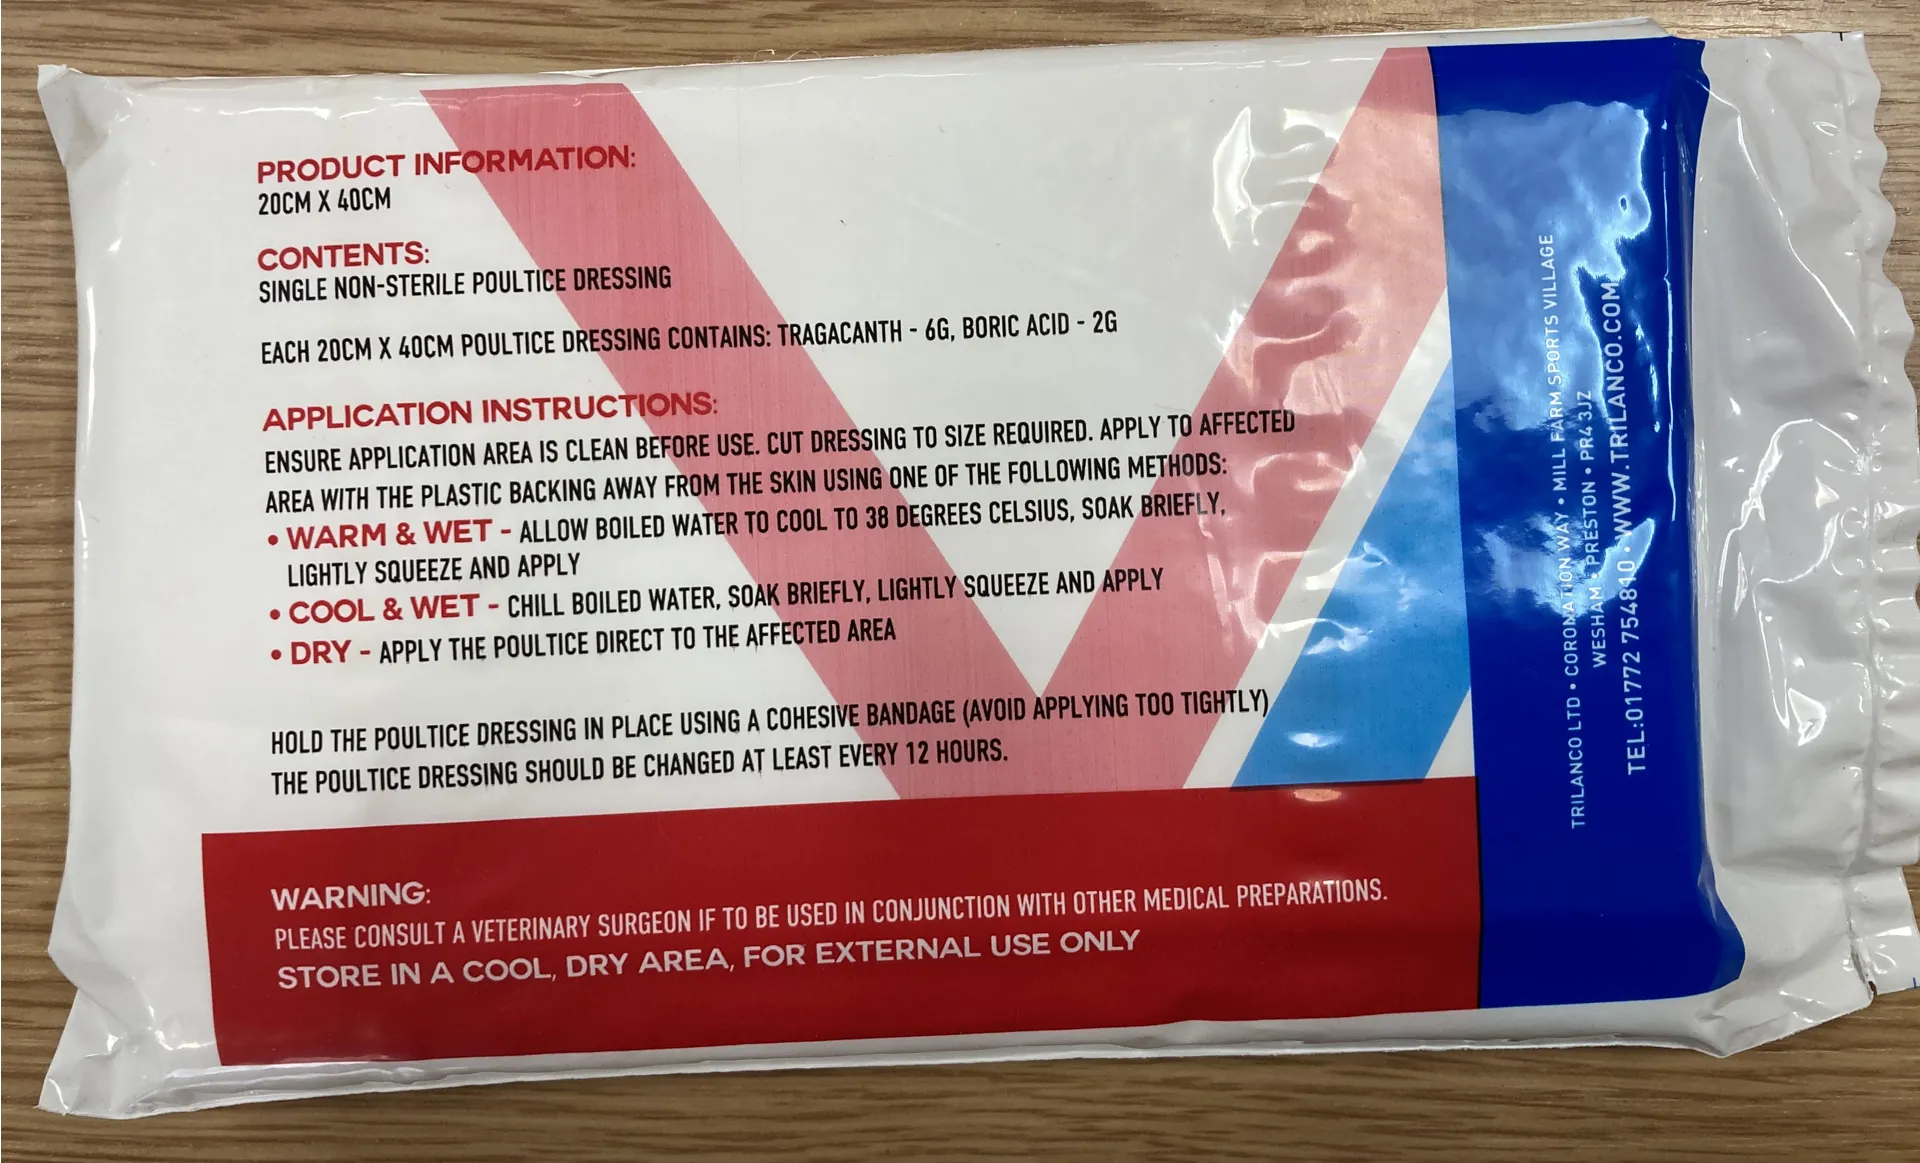 PRODUCT INFORMATION:
20CM X 40CM
CONTENTS:
SINGLE NON-STERILE POULTICE DRESSING
EACH 20CM X 40CM POULTICE DRESSING CONTAINS: TRAGACANTH - 6G, BORIC ACID - 2G
APPLICATION INSTRUCTIONS:
ENSURE APPLICATION AREA IS CLEAN BEFORE USE. CUT DRESSING TO SIZE REQUIRED. APPLY TO AFFECTED
AREA WITH THE PLASTIC BACKING AWAY FROM THE SKIN USING ONE OF THE FOLLOWING METHODS:
• WARM & WET - ALLOW BOILED WATER TO COOL TO 38 DEGREES CELSIUS, SOAK BRIEFLY,
LIGHTLY SQUEEZE AND APPLY
• COOL & WET - CHILL BOILED WATER, SOAK BRIEFLY, LIGHTLY SQUEEZE AND APPLY
• DRY - APPLY THE POULTICE DIRECT TO THE AFFECTED AREA
HOLD THE POULTICE DRESSING IN PLACE USING A COHESIVE BANDAGE (AVOID APPLYING TOO TIGHTLY)
THE POULTICE DRESSING SHOULD BE CHANGED AT LEAST EVERY 12 HOURS.
WARNING:
PLEASE CONSULT A VETERINARY SURGEON IF TO BE USED IN CONJUNCTION WITH OTHER MEDICAL PREPARATIONS.
STORE IN A COOL, DRY AREA, FOR EXTERNAL USE ONLY
TRILANCO LTD • CORONATION WAY • MILL FARM SPORTS VILLAGE
WESHAM • PRESTON • PR4 3JZ
TEL:01772 754840 • WWW.TRILANCO.COM